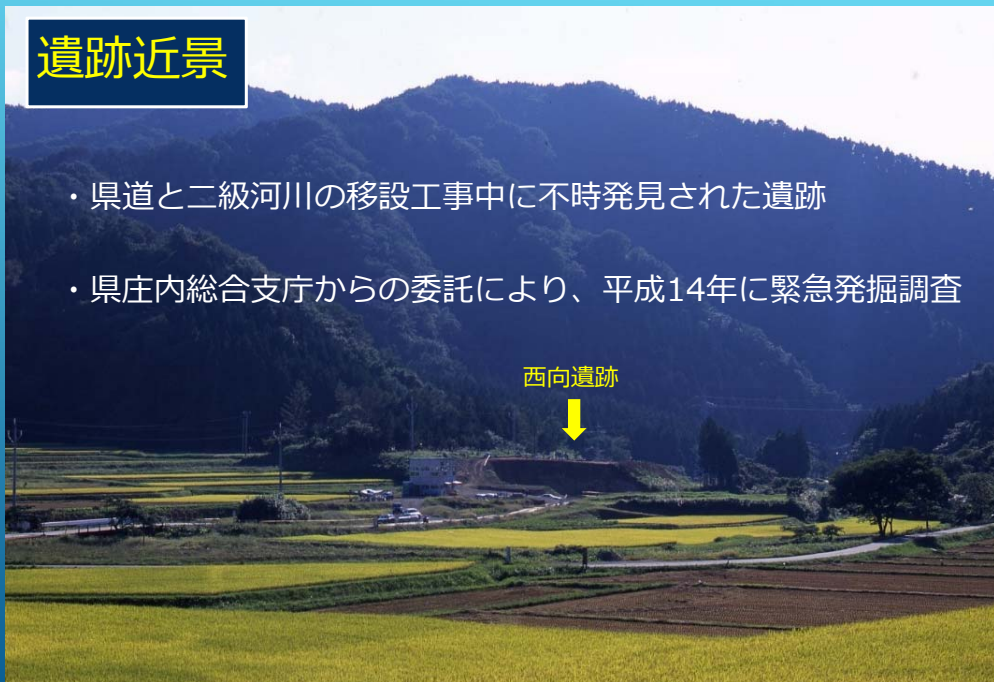 遺跡近景
・県道と二級河川の移設工事中に不時発見された遺跡
・県庄内総合支庁からの委託により、平成14年に緊急発掘調査
西向遺跡